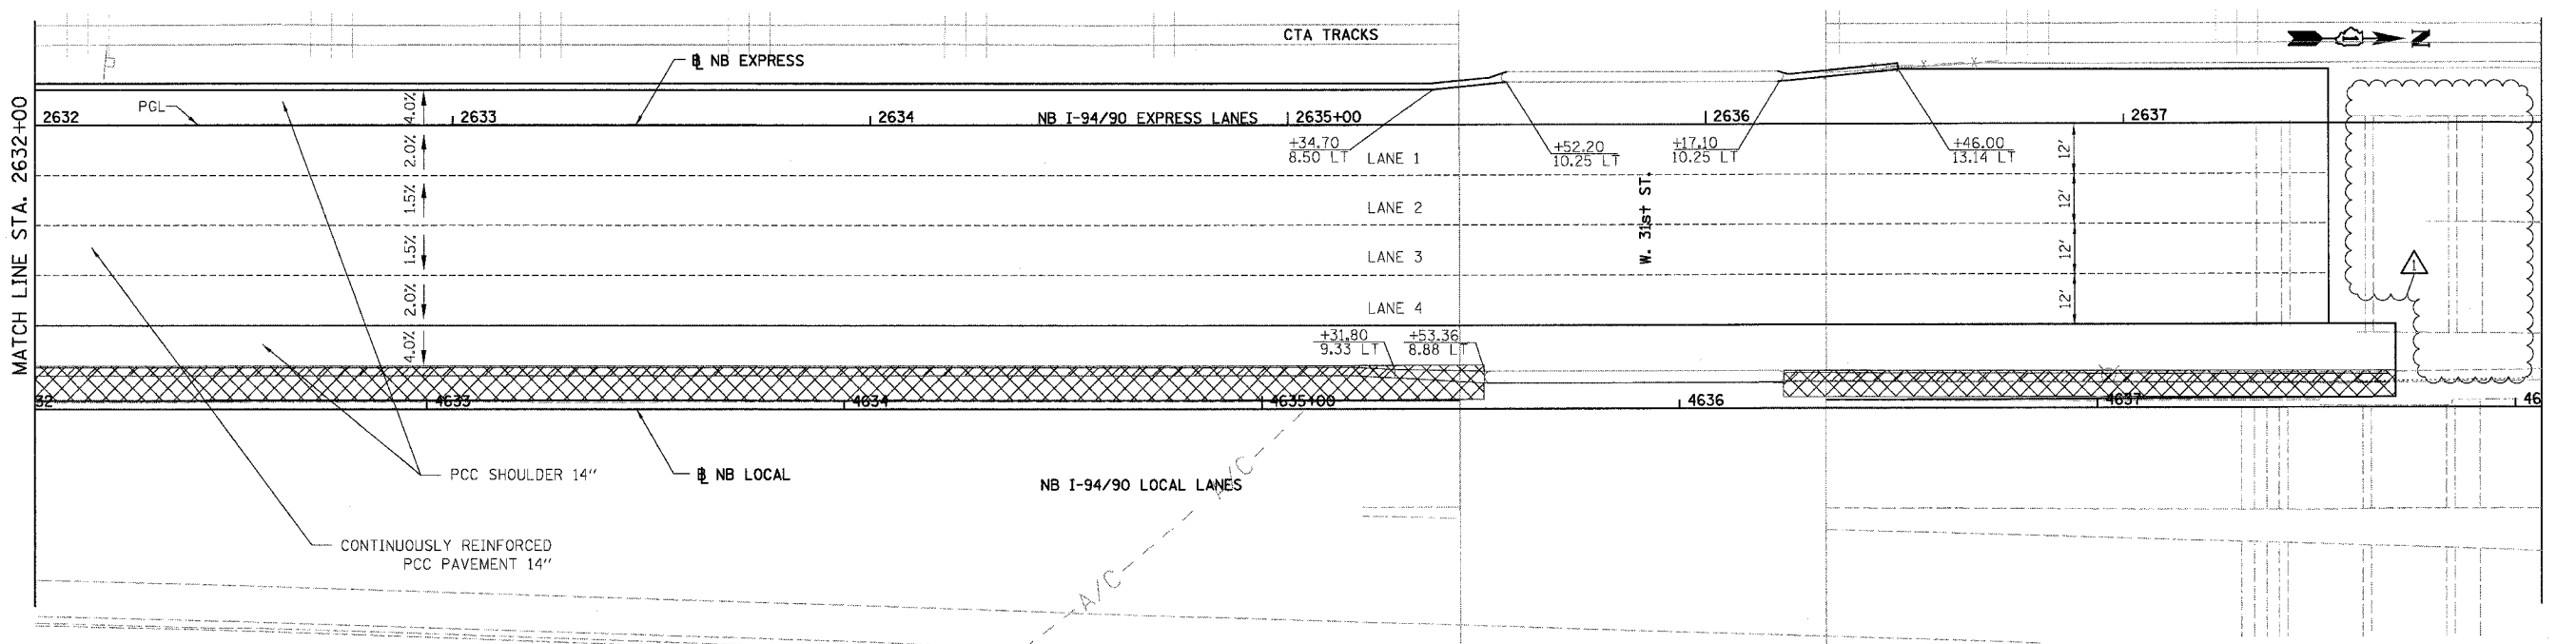 CTA TRACKS
N
B NB EXPRESS
MATCH LINE STA. 2632+00
PGL
4.0%
2632
2633
2634
NB I-94/90 EXPRESS LANES
2635+00
2636
2637
+34.70
8.50 LT
+52.20
10.25 LT
+17.10
10.25 LT
+46.00
13.14 LT
2.0%
LANE 1
12'
1.5%
LANE 2
12'
W. 31st ST.
1.5%
LANE 3
12'
1
2.0%
LANE 4
12'
4.0%
+31.80
9.33 LT
+53.36
8.88 LT
32
4633
4634
4635+00
4636
4637
46
PCC SHOULDER 14"
B NB LOCAL
NB I-94/90 LOCAL LANES
A/C
CONTINUOUSLY REINFORCED
PCC PAVEMENT 14"
A/C